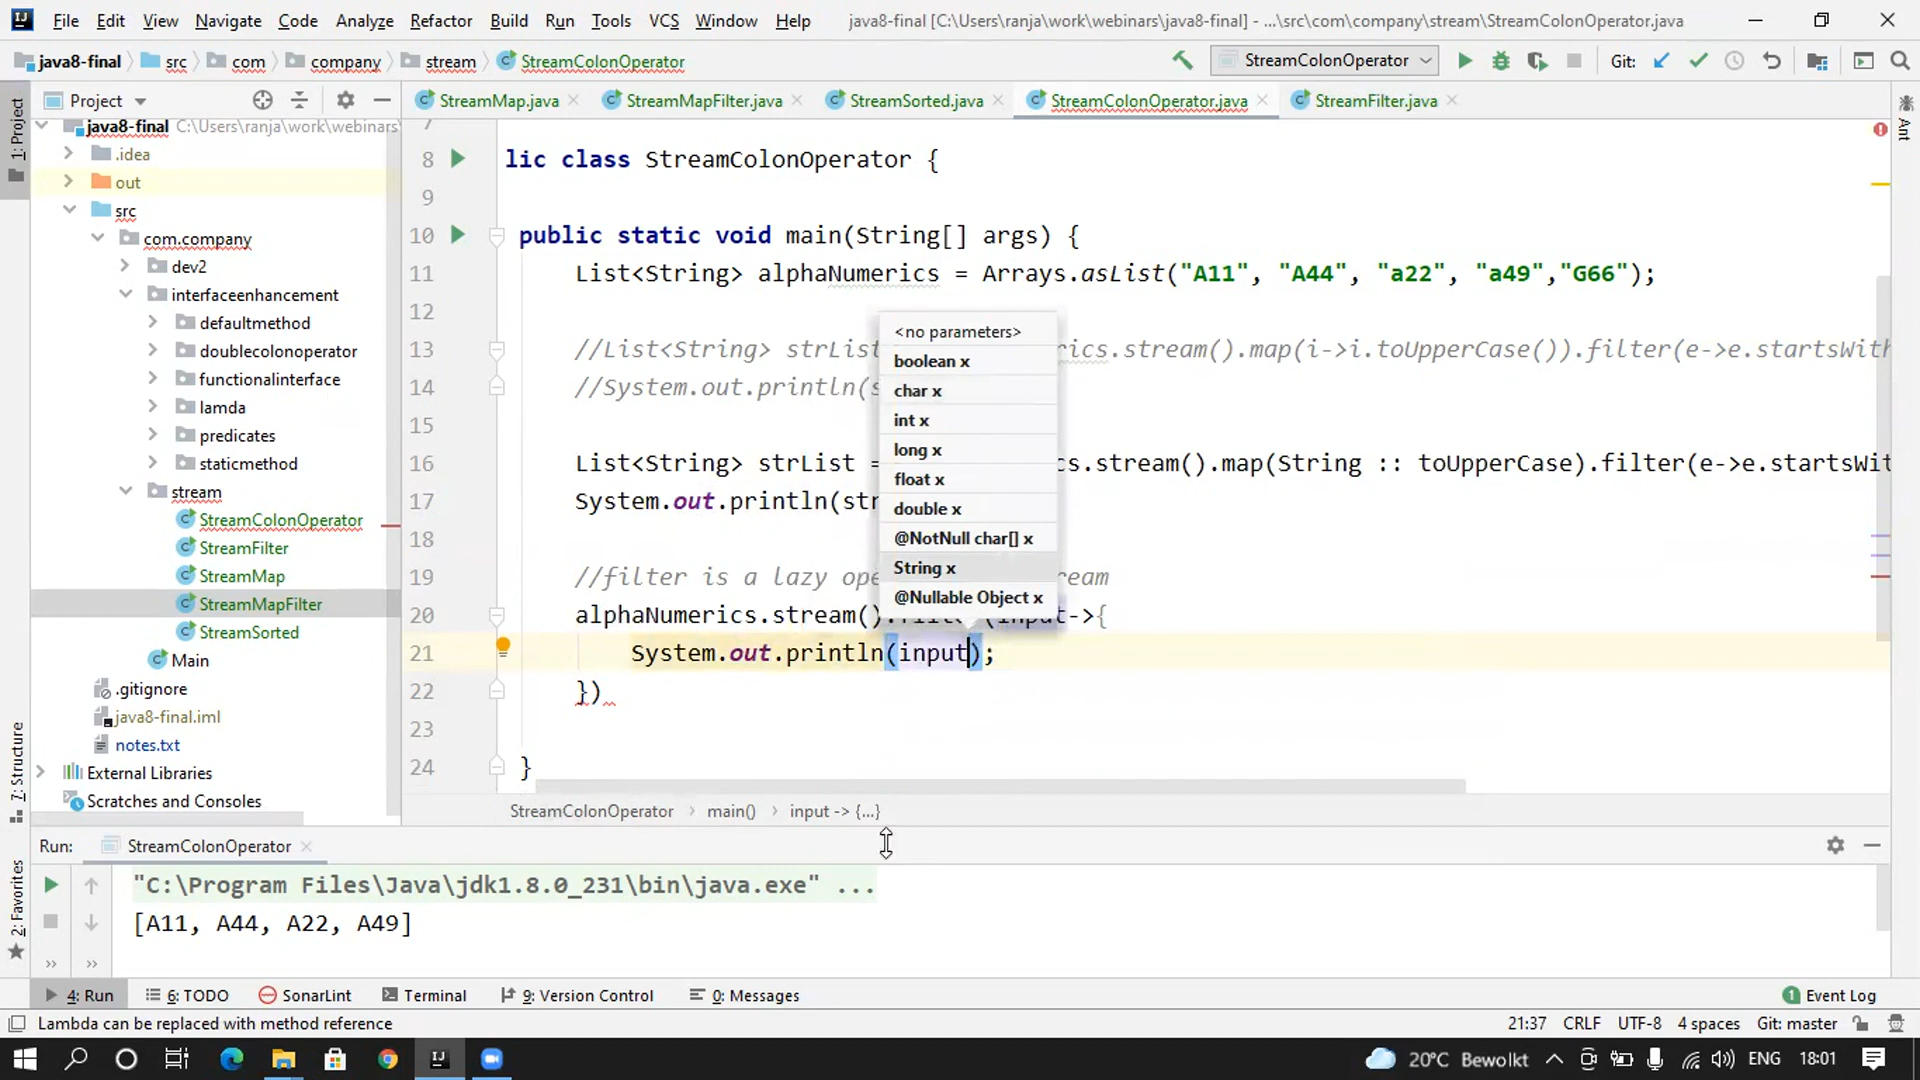 File Edit View Navigate Code Analyze Refactor Build Run Tools VCS Window Help java8-final [C:\Users\ranja\work\webinars\java8-final] - ...\src\com\company\stream\StreamColonOperator.java
java8-final src com company stream StreamColonOperator StreamColonOperator Git:
Project StreamMap.java StreamMapFilter.java StreamSorted.java StreamColonOperator.java StreamFilter.java
1: Project
7: Structure
2: Favorites
Ant
java8-final C:\Users\ranja\work\webinars\
.idea
out
src
com.company
dev2
interfaceenhancement
defaultmethod
doublecolonoperator
functionalinterface
lamda
predicates
staticmethod
stream
StreamColonOperator
StreamFilter
StreamMap
StreamMapFilter
StreamSorted
Main
.gitignore
java8-final.iml
notes.txt
External Libraries
Scratches and Consoles
7
8 lic class StreamColonOperator {
9
10 public static void main(String[] args) {
11 List<String> alphaNumerics = Arrays.asList("A11", "A44", "a22", "a49","G66");
12
13 //List<String> strList rics.stream().map(i->i.toUpperCase()).filter(e->e.startsWith
14 //System.out.println(s
15
16 List<String> strList = cs.stream().map(String :: toUpperCase).filter(e->e.startsWit
17 System.out.println(str
18
19 //filter is a lazy ope ream
20 alphaNumerics.stream().filter(input->{
21 System.out.println(input);
22 })
23
24 }
<no parameters>
boolean x
char x
int x
long x
float x
double x
@NotNull char[] x
String x
@Nullable Object x
StreamColonOperator main() input -> {...}
Run: StreamColonOperator
"C:\Program Files\Java\jdk1.8.0_231\bin\java.exe" ...
[A11, A44, A22, A49]
4: Run 6: TODO SonarLint Terminal 9: Version Control 0: Messages 1 Event Log
Lambda can be replaced with method reference 21:37 CRLF UTF-8 4 spaces Git: master
20°C Bewolkt ENG 18:01